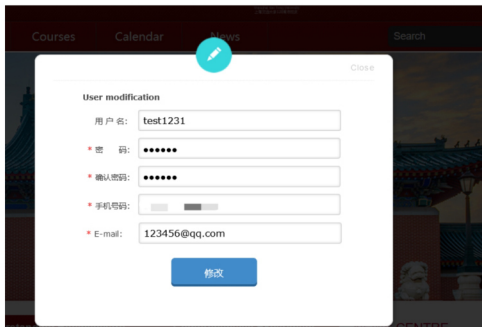 Courses Calendar News Search
Close
User modification
用 户 名: test1231
* 密 码: ••••••
* 确认密码: ••••••
* 手机号码:
* E-mail: 123456@qq.com
修改
CENTRE